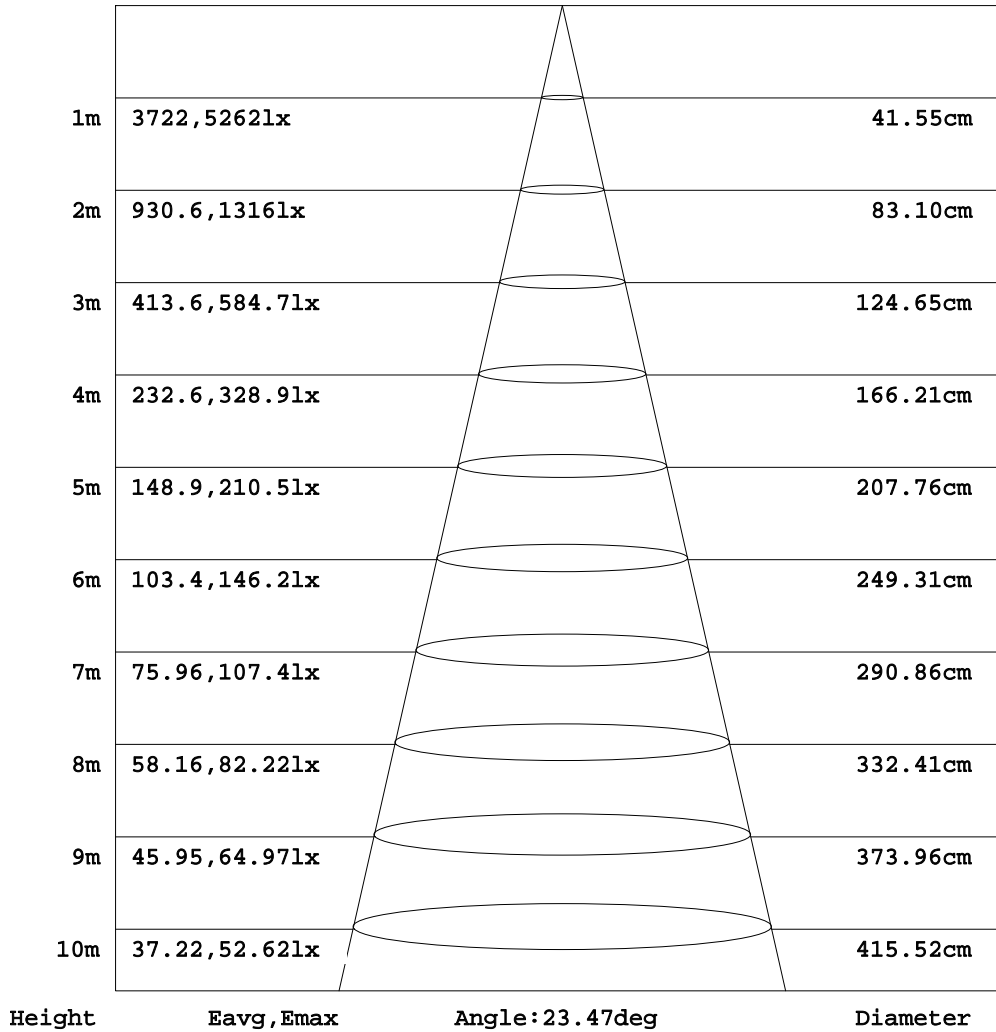 1m 3722,5262lx 41.55cm
2m 930.6,1316lx 83.10cm
3m 413.6,584.7lx 124.65cm
4m 232.6,328.9lx 166.21cm
5m 148.9,210.5lx 207.76cm
6m 103.4,146.2lx 249.31cm
7m 75.96,107.4lx 290.86cm
8m 58.16,82.22lx 332.41cm
9m 45.95,64.97lx 373.96cm
10m 37.22,52.62lx 415.52cm
Height Eavg,Emax Angle:23.47deg Diameter